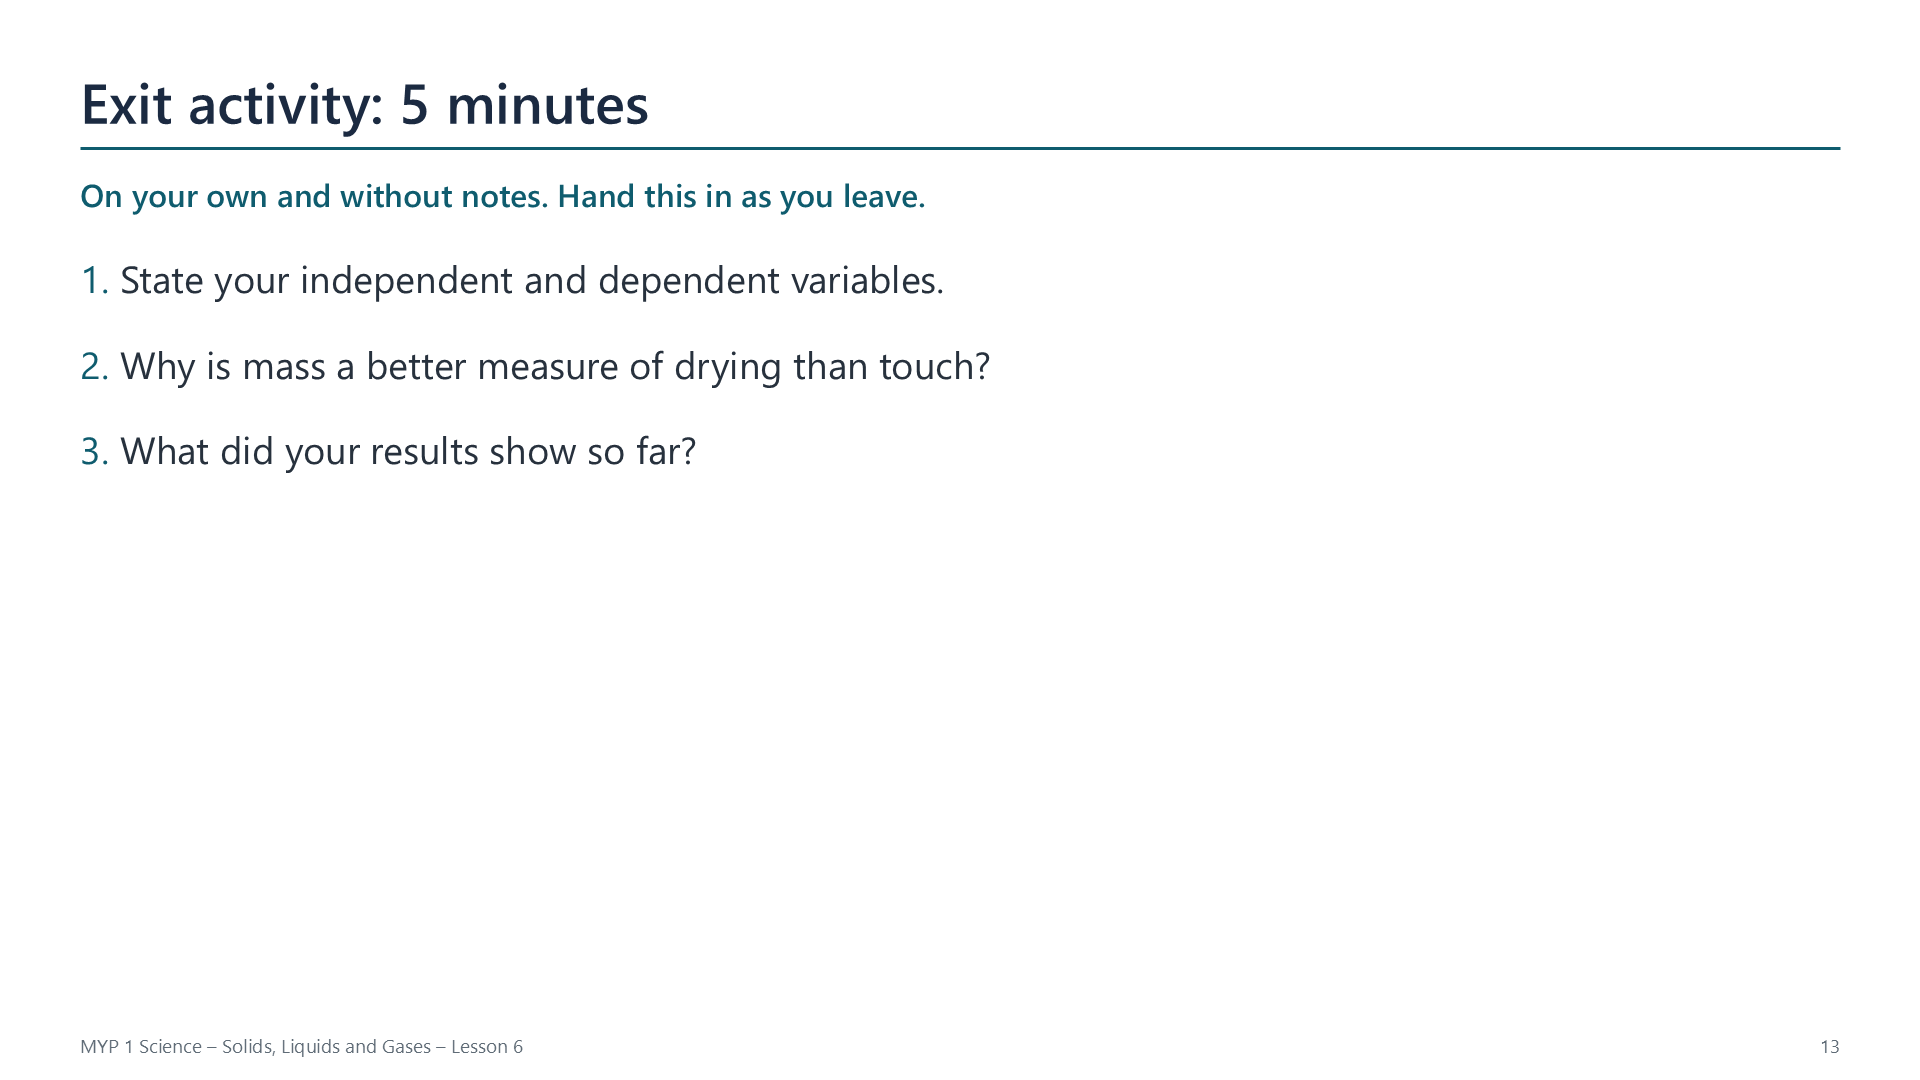 Exit activity: 5 minutes
On your own and without notes. Hand this in as you leave.
1. State your independent and dependent variables.
2. Why is mass a better measure of drying than touch?
3. What did your results show so far?
MYP 1 Science – Solids, Liquids and Gases – Lesson 6
13